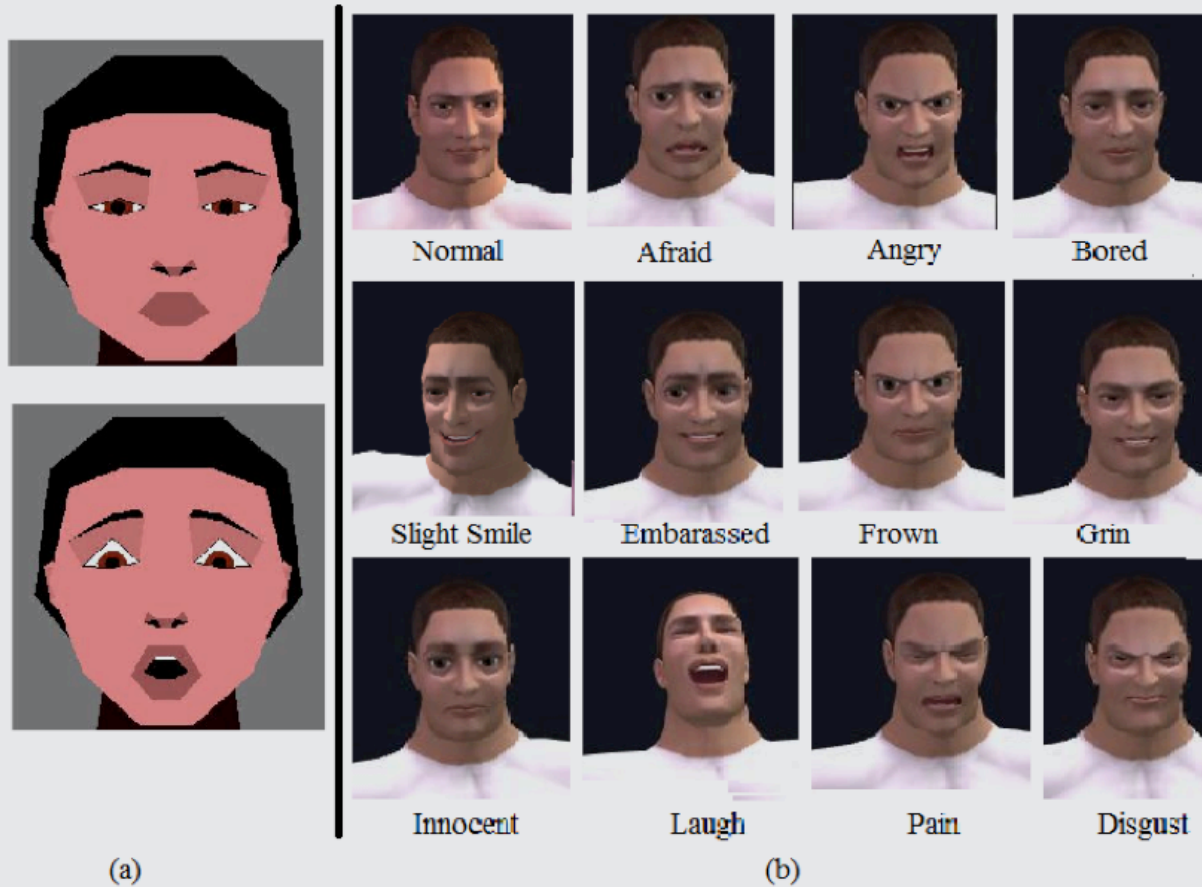 Normal Afraid Angry Bored
Slight Smile Embarassed Frown Grin
Innocent Laugh Pain Disgust
(a) (b)